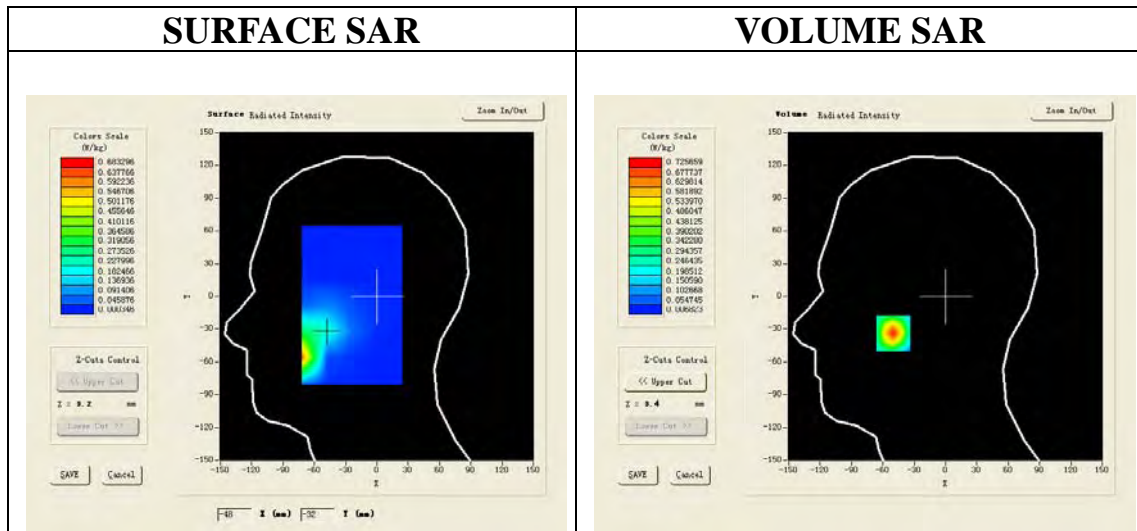 SURFACE SAR
VOLUME SAR
Surface Radiated Intensity
Zoom In/Out
Colors Scale
(W/kg)
0.683296
0.637766
0.592236
0.546706
0.501176
0.455646
0.410116
0.364586
0.319056
0.273526
0.227996
0.182466
0.136936
0.091406
0.045876
0.000346
150
120
90
60
30
0
-30
-60
-90
-120
-150
Y
-150 -120 -90 -60 -30 0 30 60 90 120 150
X
Z-Cuts Control
<< Upper Cut
Z = 9.2 mm
Lower Cut >>
SAVE
Cancel
-48 X (mm) -32 Y (mm)
Volume Radiated Intensity
Zoom In/Out
Colors Scale
(W/kg)
0.725659
0.677737
0.629814
0.581892
0.533970
0.486047
0.438125
0.390202
0.342280
0.294357
0.246435
0.198512
0.150590
0.102668
0.054745
0.006823
150
120
90
60
30
0
-30
-60
-90
-120
-150
Y
-150 -120 -90 -60 -30 0 30 60 90 120 150
X
Z-Cuts Control
<< Upper Cut
Z = 9.4 mm
Lower Cut >>
SAVE
Cancel